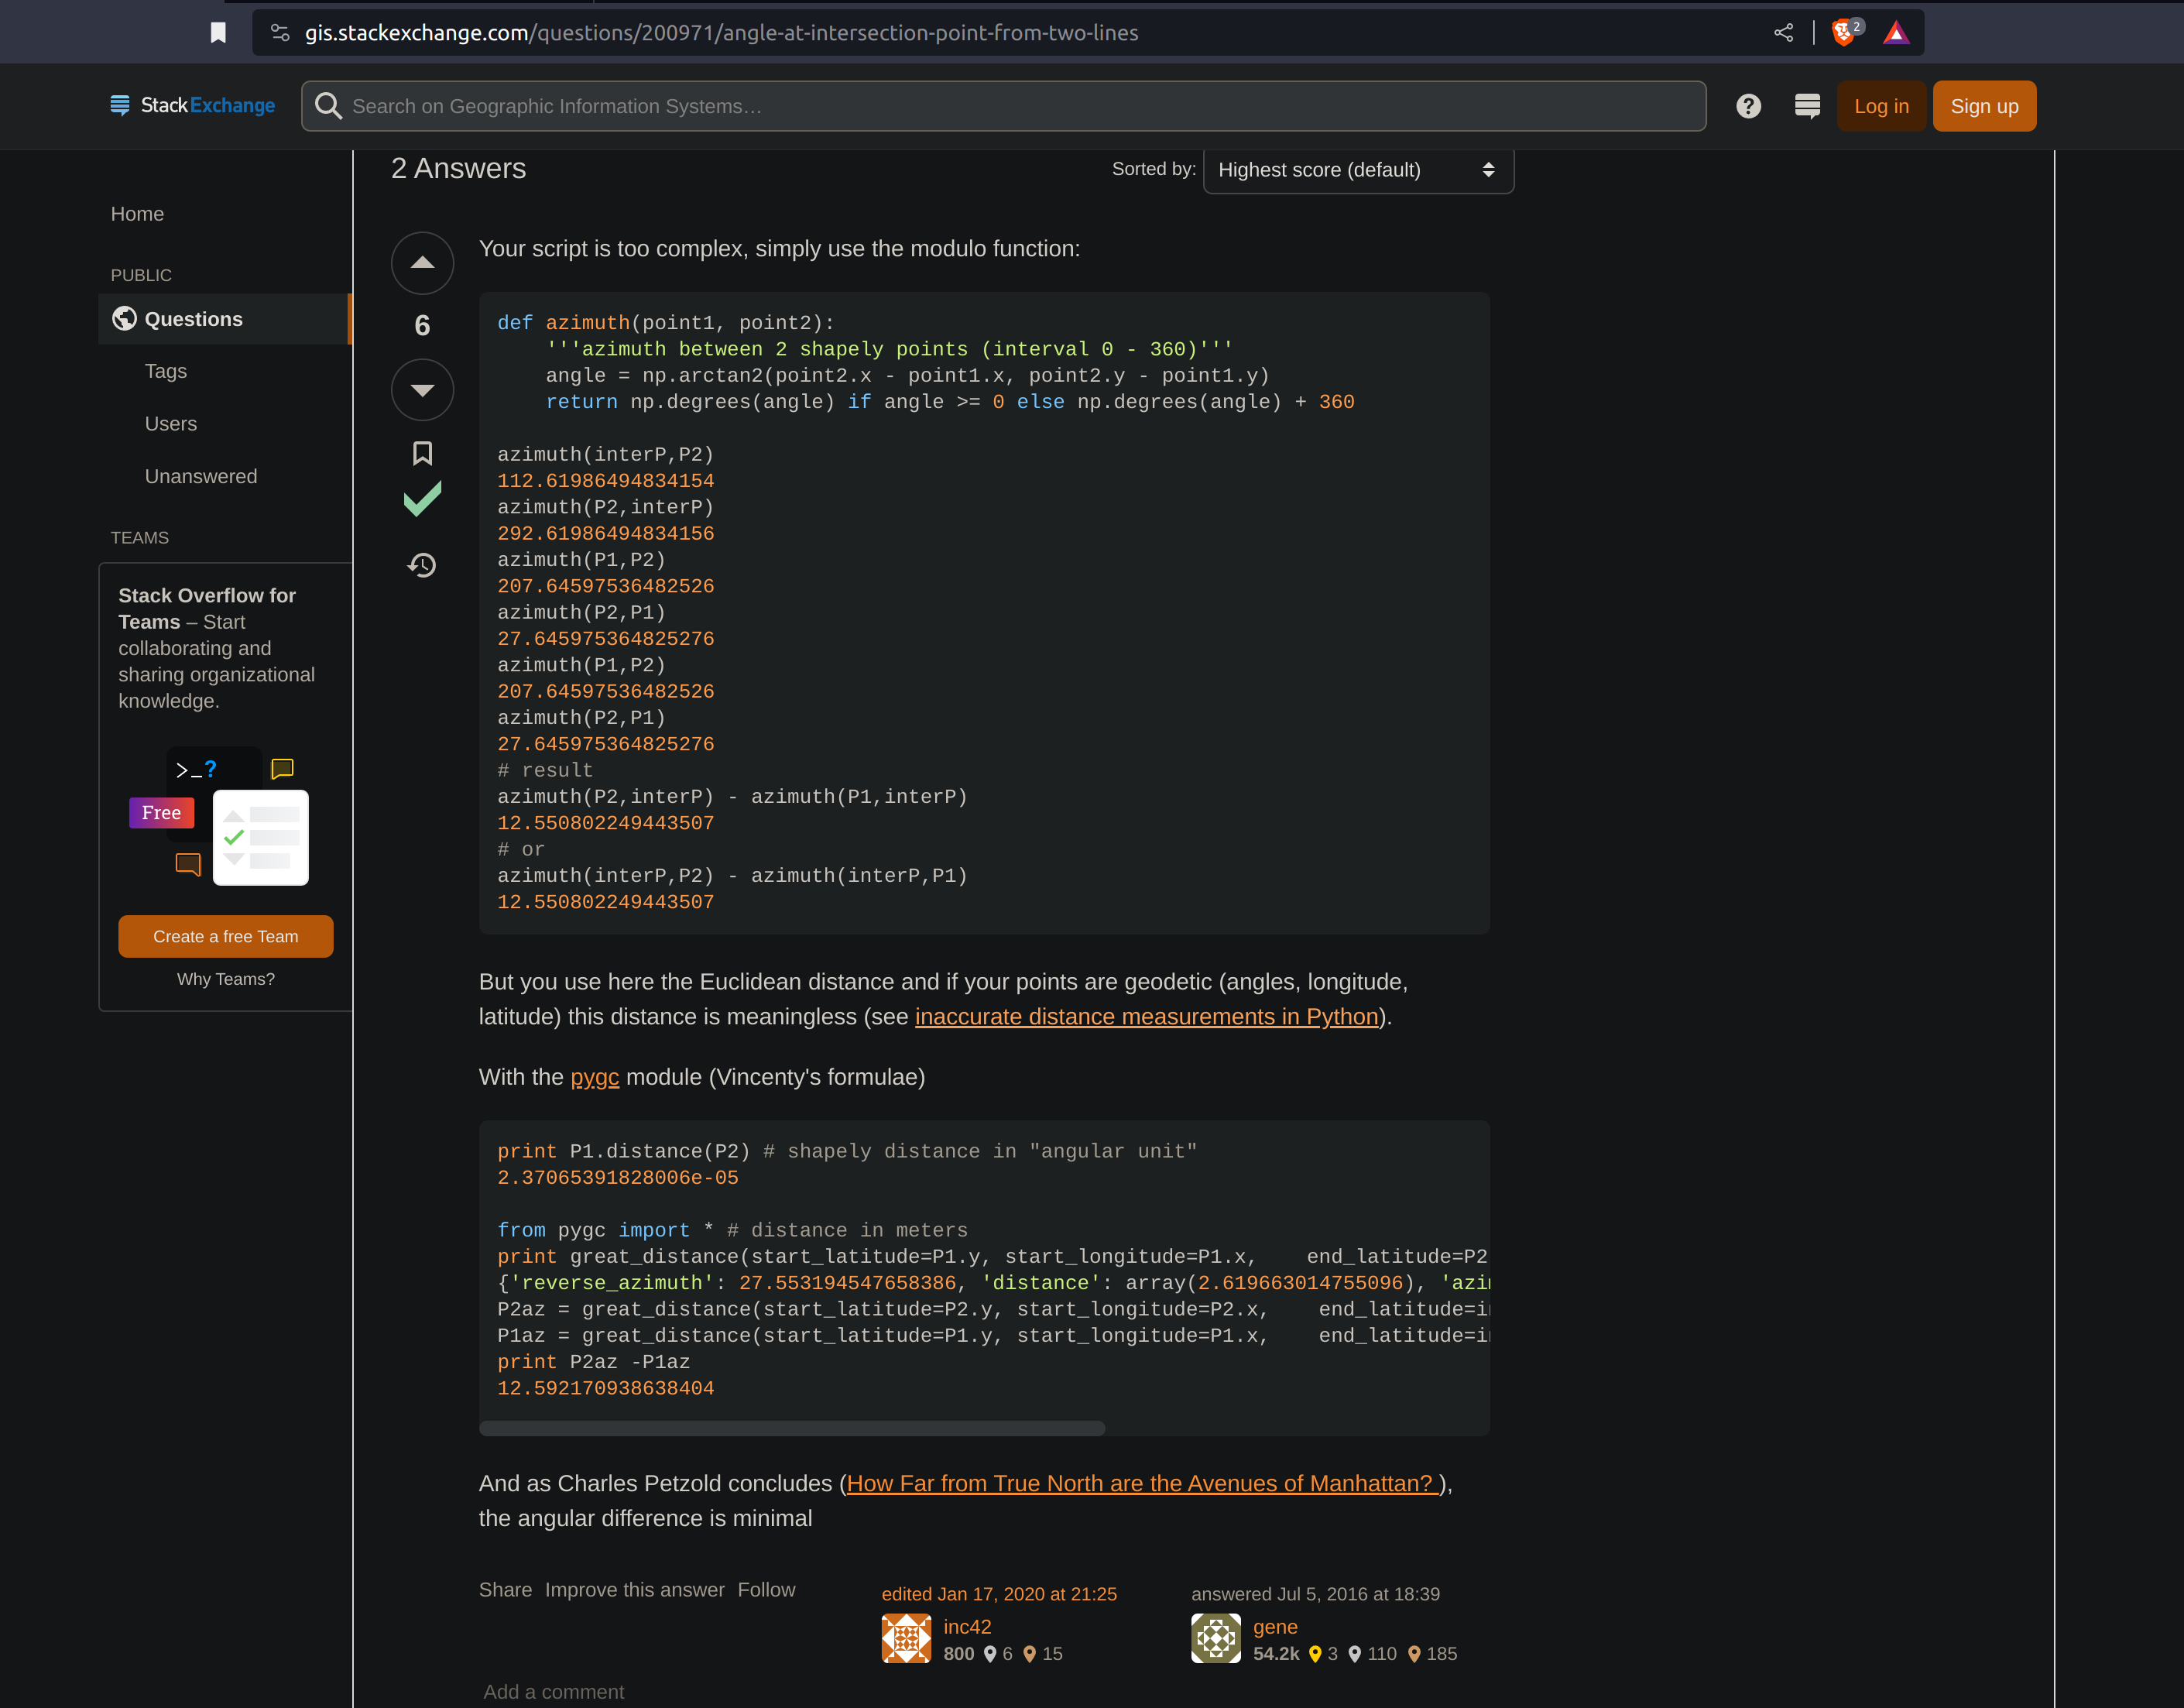 gis.stackexchange.com/questions/200971/angle-at-intersection-point-from-two-lines
2
StackExchange
Search on Geographic Information Systems…
Log in
Sign up
2 Answers
Sorted by:
Highest score (default)
Home
PUBLIC
Questions
Tags
Users
Unanswered
TEAMS
Stack Overflow for
Teams – Start
collaborating and
sharing organizational
knowledge.
>_?
Free
Create a free Team
Why Teams?
6
Your script is too complex, simply use the modulo function:
def azimuth(point1, point2):
    '''azimuth between 2 shapely points (interval 0 - 360)'''
    angle = np.arctan2(point2.x - point1.x, point2.y - point1.y)
    return np.degrees(angle) if angle >= 0 else np.degrees(angle) + 360
azimuth(interP,P2)
112.61986494834154
azimuth(P2,interP)
292.61986494834156
azimuth(P1,P2)
207.64597536482526
azimuth(P2,P1)
27.645975364825276
azimuth(P1,P2)
207.64597536482526
azimuth(P2,P1)
27.645975364825276
# result
azimuth(P2,interP) - azimuth(P1,interP)
12.550802249443507
# or
azimuth(interP,P2) - azimuth(interP,P1)
12.550802249443507
But you use here the Euclidean distance and if your points are geodetic (angles, longitude,
latitude) this distance is meaningless (see inaccurate distance measurements in Python).
With the pygc module (Vincenty's formulae)
print P1.distance(P2) # shapely distance in "angular unit"
2.37065391828006e-05
from pygc import * # distance in meters
print great_distance(start_latitude=P1.y, start_longitude=P1.x,    end_latitude=P2
{'reverse_azimuth': 27.553194547658386, 'distance': array(2.619663014755096), 'azi
P2az = great_distance(start_latitude=P2.y, start_longitude=P2.x,    end_latitude=i
P1az = great_distance(start_latitude=P1.y, start_longitude=P1.x,    end_latitude=i
print P2az -P1az
12.592170938638404
And as Charles Petzold concludes (How Far from True North are the Avenues of Manhattan? ),
the angular difference is minimal
Share Improve this answer Follow
edited Jan 17, 2020 at 21:25
inc42
800 6 15
answered Jul 5, 2016 at 18:39
gene
54.2k 3 110 185
Add a comment